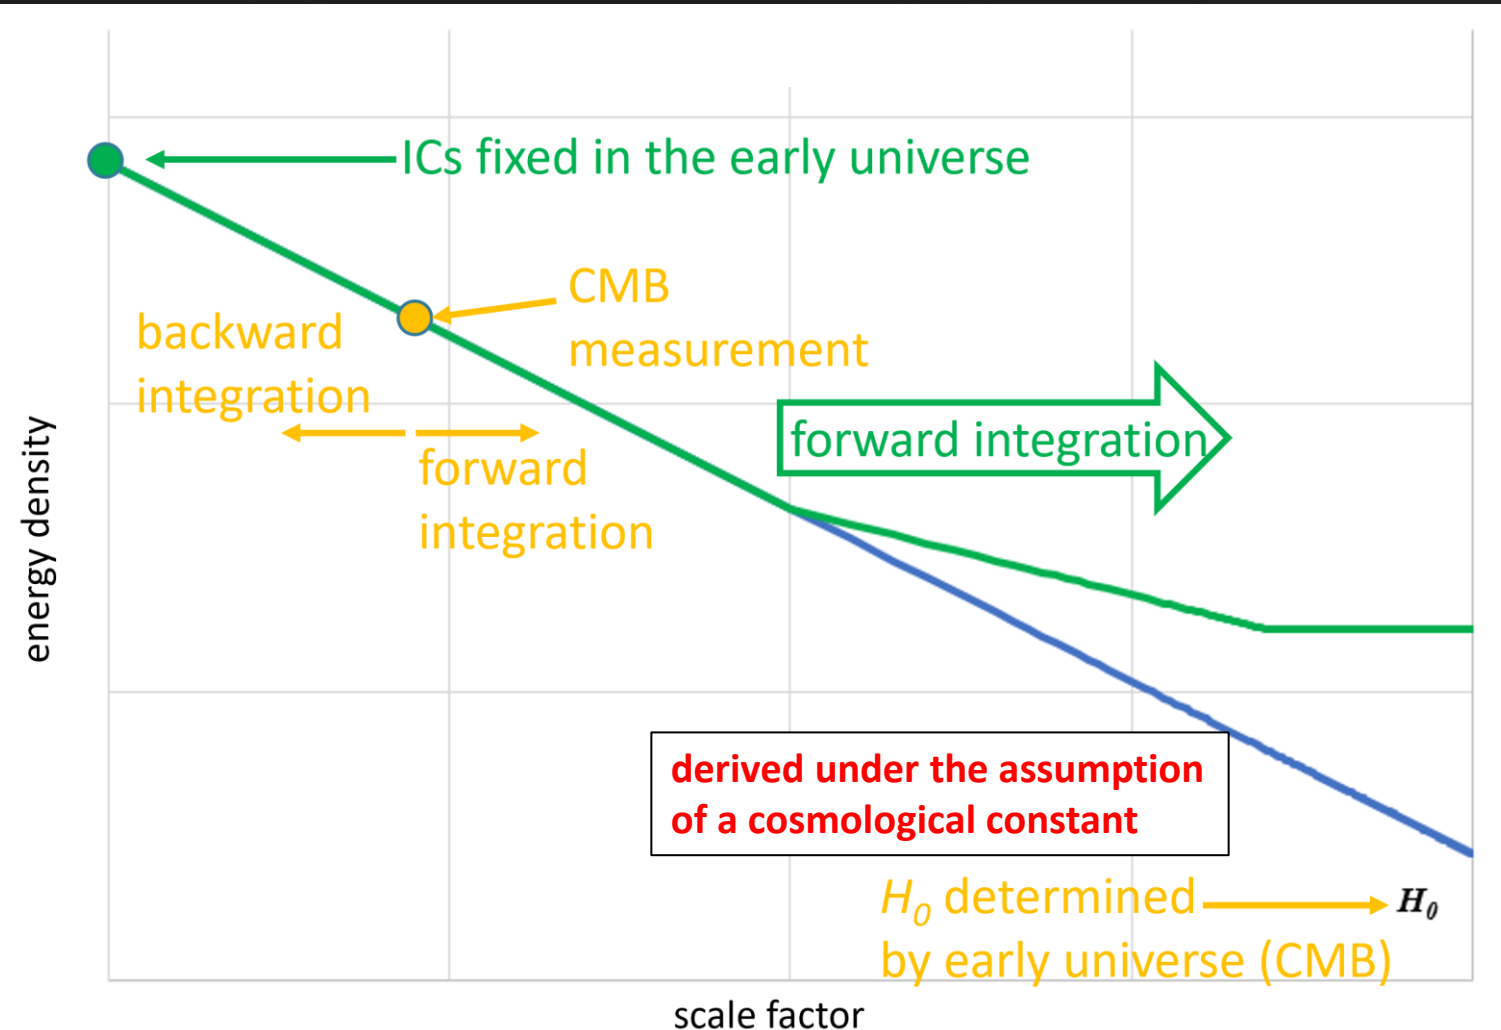 ICs fixed in the early universe
CMB
measurement
backward
integration
forward
integration
forward integration
energy density
derived under the assumption
of a cosmological constant
H0 determined
by early universe (CMB)
H0
scale factor